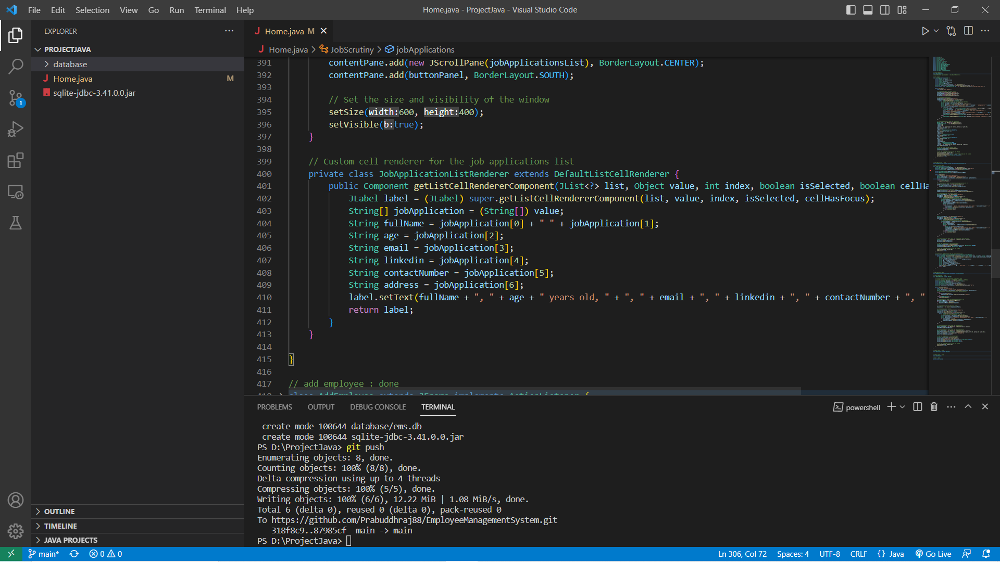 File Edit Selection View Go Run Terminal Help
Home.java - ProjectJava - Visual Studio Code
EXPLORER
PROJECTJAVA
database
Home.java M
sqlite-jdbc-3.41.0.0.jar
1
OUTLINE
TIMELINE
JAVA PROJECTS
J Home.java M
J Home.java > JobScrutiny > jobApplications
391 contentPane.add(new JScrollPane(jobApplicationsList), BorderLayout.CENTER);
392 contentPane.add(buttonPanel, BorderLayout.SOUTH);
393
394 // Set the size and visibility of the window
395 setSize(width:600, height:400);
396 setVisible(b:true);
397 }
398
399 // Custom cell renderer for the job applications list
400 private class JobApplicationListRenderer extends DefaultListCellRenderer {
401 public Component getListCellRendererComponent(JList<?> list, Object value, int index, boolean isSelected, boolean cellHa
402 JLabel label = (JLabel) super.getListCellRendererComponent(list, value, index, isSelected, cellHasFocus);
403 String[] jobApplication = (String[]) value;
404 String fullName = jobApplication[0] + " " + jobApplication[1];
405 String age = jobApplication[2];
406 String email = jobApplication[3];
407 String linkedin = jobApplication[4];
408 String contactNumber = jobApplication[5];
409 String address = jobApplication[6];
410 label.setText(fullName + ", " + age + " years old, " + ", " + email + ", " + linkedin + ", " + contactNumber + ", "
411 return label;
412 }
413 }
414
415 }
416
417 // add employee : done
418 class AddEmployee extends JFrame implements ActionListener {
PROBLEMS OUTPUT DEBUG CONSOLE TERMINAL
powershell
create mode 100644 database/ems.db
create mode 100644 sqlite-jdbc-3.41.0.0.jar
PS D:\ProjectJava> git push
Enumerating objects: 8, done.
Counting objects: 100% (8/8), done.
Delta compression using up to 4 threads
Compressing objects: 100% (5/5), done.
Writing objects: 100% (6/6), 12.22 MiB | 1.08 MiB/s, done.
Total 6 (delta 0), reused 0 (delta 0), pack-reused 0
To https://github.com/Prabuddhraj88/EmployeeManagementSystem.git
318f8c9..87985cf main -> main
PS D:\ProjectJava>
main* 0 0
Ln 306, Col 72 Spaces: 4 UTF-8 CRLF {} Java Go Live